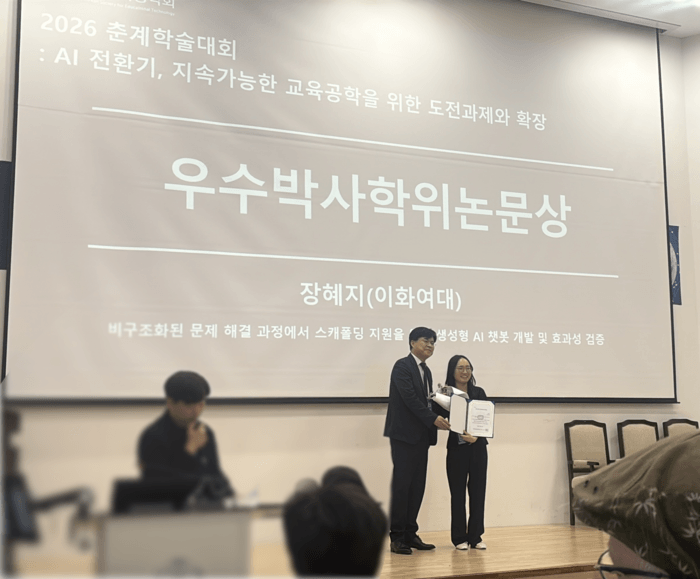 2026 춘계학술대회
: AI 전환기, 지속가능한 교육공학을 위한 도전과제와 확장
우수박사학위논문상
장혜지(이화여대)
비구조화된 문제 해결 과정에서 스캐폴딩 지원을 생성형 AI 챗봇 개발 및 효과성 검증